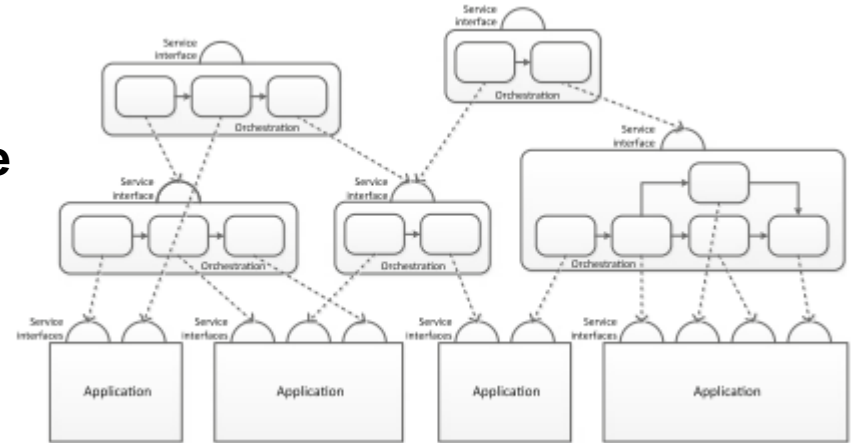 Service
interface
Orchestration
Service
interface
Orchestration
Service
interface
e
Service
interface
Orchestration
Service
interface
Orchestration
Orchestration
Service
interfaces
Service
interfaces
Service
interfaces
Service
interfaces
Application
Application
Application
Application